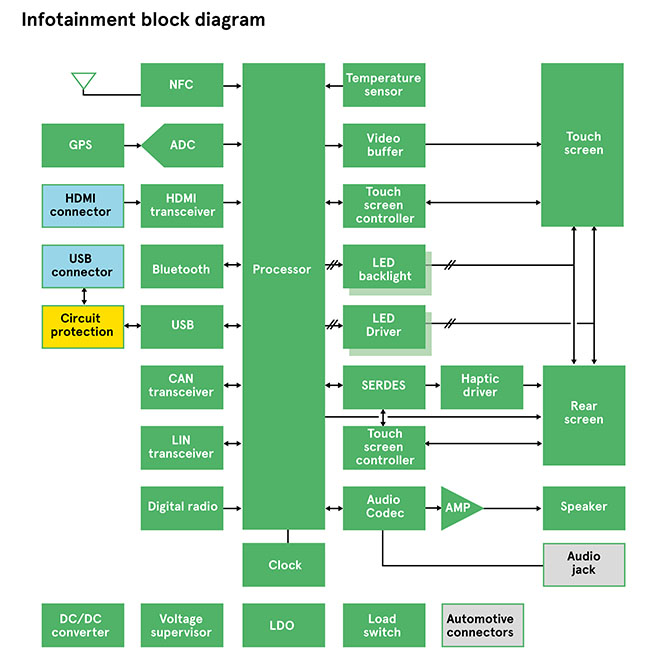 Infotainment block diagram
NFC
Temperature
sensor
GPS
ADC
Video
buffer
Touch
screen
HDMI
connector
HDMI
transceiver
Touch
screen
controller
USB
connector
Bluetooth
Processor
LED
backlight
Circuit
protection
USB
LED
Driver
CAN
transceiver
SERDES
Haptic
driver
Rear
screen
LIN
transceiver
Touch
screen
controller
Digital radio
Audio
Codec
AMP
Speaker
Clock
Audio
jack
DC/DC
converter
Voltage
supervisor
LDO
Load
switch
Automotive
connectors